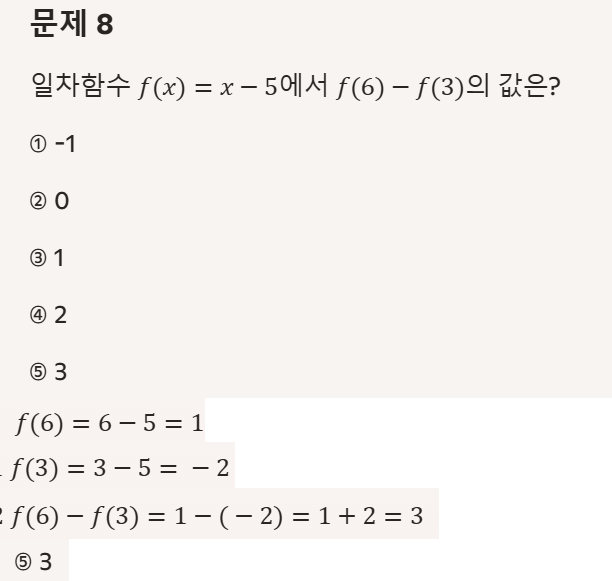 문제 8
일차함수 f(x) = x − 5에서 f(6) − f(3)의 값은?
① -1
② 0
③ 1
④ 2
⑤ 3
f(6) = 6 − 5 = 1
f(3) = 3 − 5 = − 2
f(6) − f(3) = 1 − ( − 2) = 1 + 2 = 3
⑤ 3